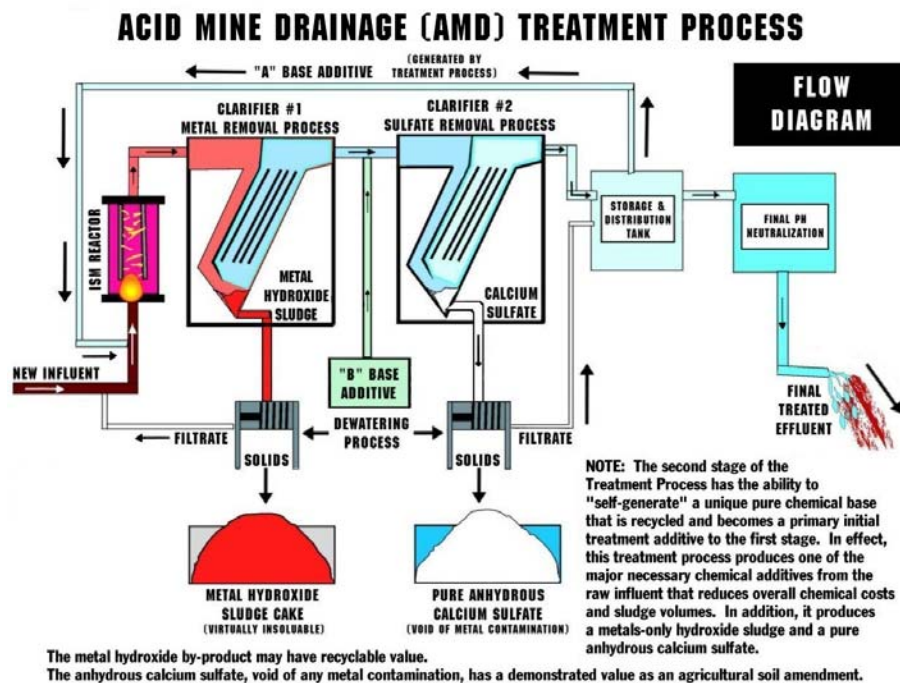 ACID MINE DRAINAGE (AMD) TREATMENT PROCESS
"A" BASE ADDITIVE
(GENERATED BY
TREATMENT PROCESS)
FLOW
DIAGRAM
CLARIFIER #1
METAL REMOVAL PROCESS
CLARIFIER #2
SULFATE REMOVAL PROCESS
ISM REACTOR
STORAGE &
DISTRIBUTION
TANK
FINAL PH
NEUTRALIZATION
METAL
HYDROXIDE
SLUDGE
CALCIUM
SULFATE
NEW INFLUENT
"B" BASE
ADDITIVE
FINAL
TREATED
EFFLUENT
FILTRATE
SOLIDS
DEWATERING
PROCESS
SOLIDS
FILTRATE
NOTE: The second stage of the
Treatment Process has the ability to
"self-generate" a unique pure chemical base
that is recycled and becomes a primary initial
treatment additive to the first stage. In effect,
this treatment process produces one of the
major necessary chemical additives from the
raw influent that reduces overall chemical costs
and sludge volumes. In addition, it produces
a metals-only hydroxide sludge and a pure
anhydrous calcium sulfate.
METAL HYDROXIDE
SLUDGE CAKE
(VIRTUALLY INSOLUABLE)
PURE ANHYDROUS
CALCIUM SULFATE
(VOID OF METAL CONTAMINATION)
The metal hydroxide by-product may have recyclable value.
The anhydrous calcium sulfate, void of any metal contamination, has a demonstrated value as an agricultural soil amendment.